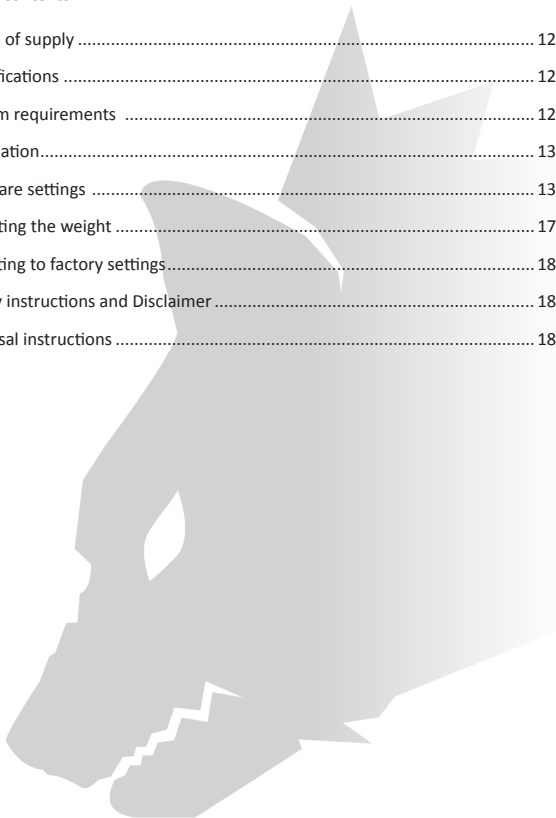 of supply ........................................................................ 12
fications ........................................................................ 12
m requirements ........................................................................ 12
ation........................................................................ 13
are settings ........................................................................ 13
ting the weight ........................................................................ 17
ting to factory settings........................................................................ 18
y instructions and Disclaimer ........................................................................ 18
sal instructions ........................................................................ 18